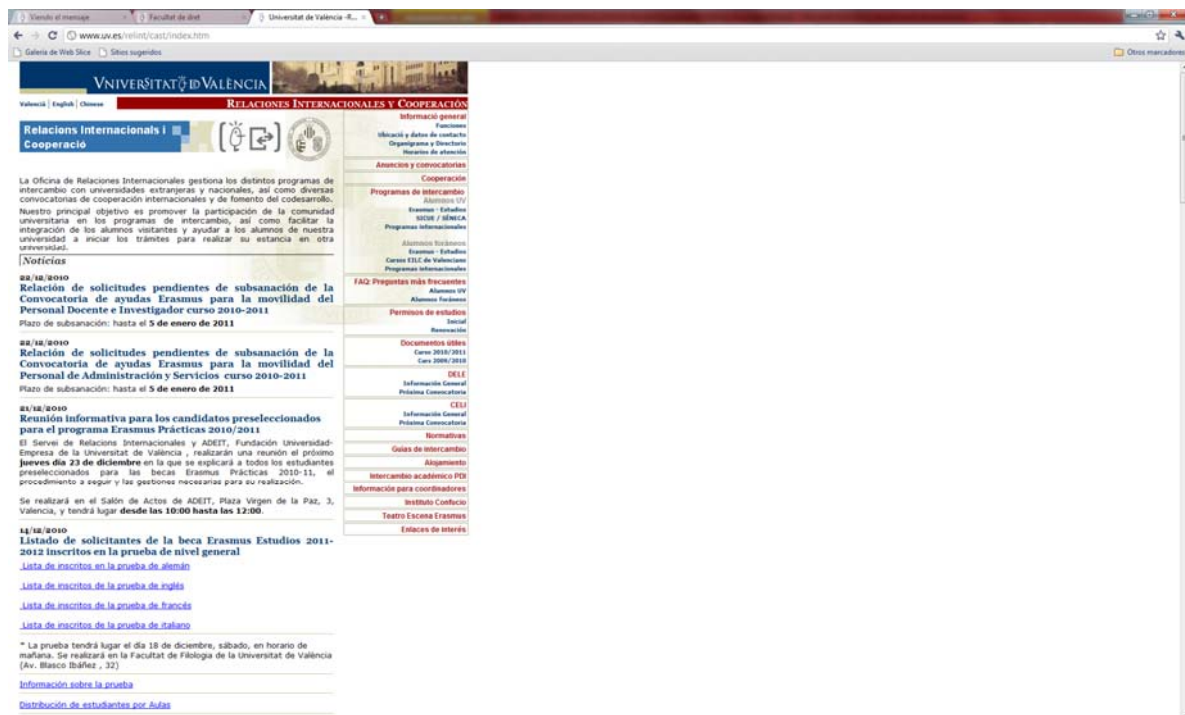 Viendo el mensaje
Facultat de dret
Universitat de València -R...
www.uv.es/relint/cast/index.htm
Galería de Web Slice
Sitios sugeridos
Otros marcadores
VNIVERSITATÖIDVALÈNCIA
Valencià | English | Chinese
RELACIONES INTERNACIONALES Y COOPERACIÓN
Relacions Internacionals i
Cooperació
La Oficina de Relaciones Internacionales gestiona los distintos programas de
intercambio con universidades extranjeras y nacionales, así como diversas
convocatorias de cooperación internacionales y de fomento del codesarrollo.
Nuestro principal objetivo es promover la participación de la comunidad
universitaria en los programas de intercambio, así como facilitar la
integración de los alumnos visitantes y ayudar a los alumnos de nuestra
universidad a iniciar los trámites para realizar su estancia en otra
universidad.
Noticias
22/12/2010
Relación de solicitudes pendientes de subsanación de la
Convocatoria de ayudas Erasmus para la movilidad del
Personal Docente e Investigador curso 2010-2011
Plazo de subsanación: hasta el 5 de enero de 2011
22/12/2010
Relación de solicitudes pendientes de subsanación de la
Convocatoria de ayudas Erasmus para la movilidad del
Personal de Administración y Servicios curso 2010-2011
Plazo de subsanación: hasta el 5 de enero de 2011
21/12/2010
Reunión informativa para los candidatos preseleccionados
para el programa Erasmus Prácticas 2010/2011
El Servei de Relacions Internacionales y ADEIT, Fundación Universidad-
Empresa de la Universitat de València , realizarán una reunión el próximo
jueves día 23 de diciembre en la que se explicará a todos los estudiantes
preseleccionados para las becas Erasmus Prácticas 2010-11, el
procedimiento a seguir y las gestiones necesarias para su realización.
Se realizará en el Salón de Actos de ADEIT, Plaza Virgen de la Paz, 3,
Valencia, y tendrá lugar desde las 10:00 hasta las 12:00.
14/12/2010
Listado de solicitantes de la beca Erasmus Estudios 2011-
2012 inscritos en la prueba de nivel general
Lista de inscritos en la prueba de alemán
Lista de inscritos de la prueba de inglés
Lista de inscritos de la prueba de francés
Lista de inscritos de la prueba de italiano
* La prueba tendrá lugar el día 18 de diciembre, sábado, en horario de
mañana. Se realizará en la Facultat de Filologia de la Universitat de València
(Av. Blasco Ibáñez , 32)
Información sobre la prueba
Distribución de estudiantes por Aulas
Informació general
Funciones
Ubicació y datos de contacto
Organigrama y Directorio
Horarios de atención
Anuncios y convocatorias
Cooperación
Programas de intercambio
Alumnos UV
Erasmus - Estudios
SICUE / SÉNECA
Programas internacionales
Alumnos foráneos
Erasmus - Estudios
Cursos EILC de Valenciano
Programas internacionales
FAQ: Preguntas más frecuentes
Alumnos UV
Alumnos foráneos
Permisos de estudios
Inicial
Renovación
Documentos útiles
Curso 2010/2011
Curs 2009/2010
DELE
Información General
Próxima Convocatoria
CELI
Información General
Próxima Convocatoria
Normativas
Guías de intercambio
Alojamiento
Intercambio académico PDI
Información para coordinadores
Instituto Confucio
Teatro Escena Erasmus
Enlaces de interés